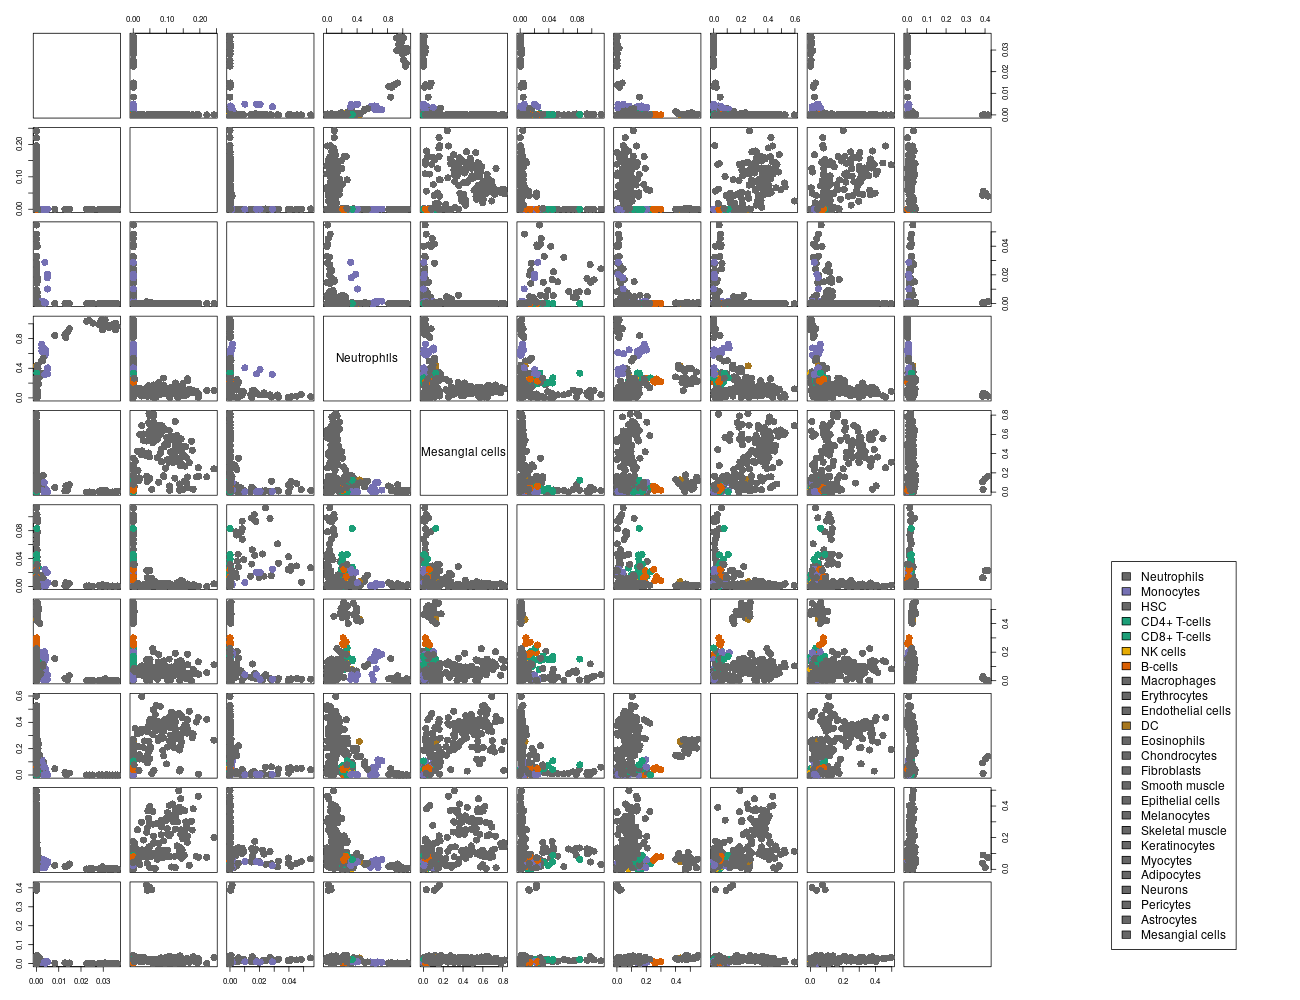 0.00 0.10 0.20 0.0 0.4 0.8 0.00 0.04 0.08 0.0 0.2 0.4 0.6 0.0 0.1 0.2 0.3 0.4
0.00 0.01 0.02 0.03
0.00 0.10 0.20
0.00 0.02 0.04
0.0 0.4 0.8
Neutrophils
0.0 0.2 0.4 0.6 0.8
Mesangial cells
0.00 0.04 0.08
0.0 0.2 0.4
0.0 0.2 0.4 0.6
0.0 0.2 0.4
0.0 0.1 0.2 0.3 0.4
0.00 0.01 0.02 0.03 0.00 0.02 0.04 0.0 0.2 0.4 0.6 0.8 0.0 0.2 0.4 0.0 0.2 0.4
Neutrophils
Monocytes
HSC
CD4+ T-cells
CD8+ T-cells
NK cells
B-cells
Macrophages
Erythrocytes
Endothelial cells
DC
Eosinophils
Chondrocytes
Fibroblasts
Smooth muscle
Epithelial cells
Melanocytes
Skeletal muscle
Keratinocytes
Myocytes
Adipocytes
Neurons
Pericytes
Astrocytes
Mesangial cells